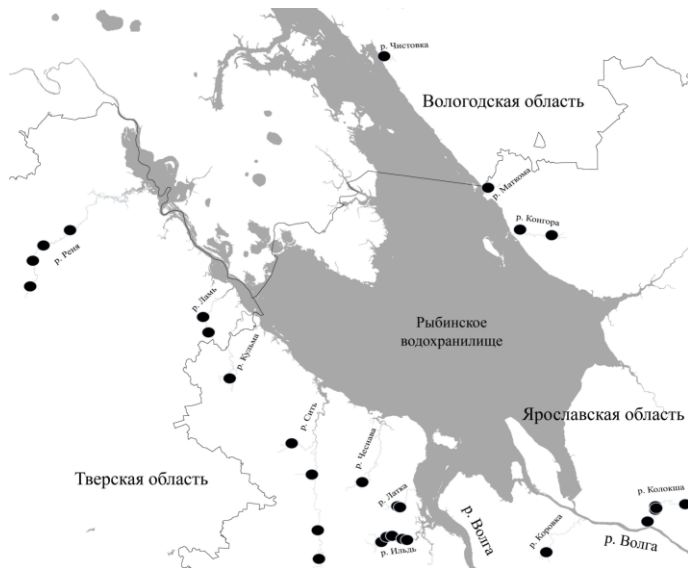 р. Чистовка
Вологодская область
р. Маткома
р. Конгора
р. Реня
р. Ламь
р. Кульма
Рыбинское
водохранилище
р. Сить
р. Чеснава
Ярославская область
Тверская область
р. Латка
р. Ильдь
р. Волга
р. Коровка
р. Колокша
р. Волга